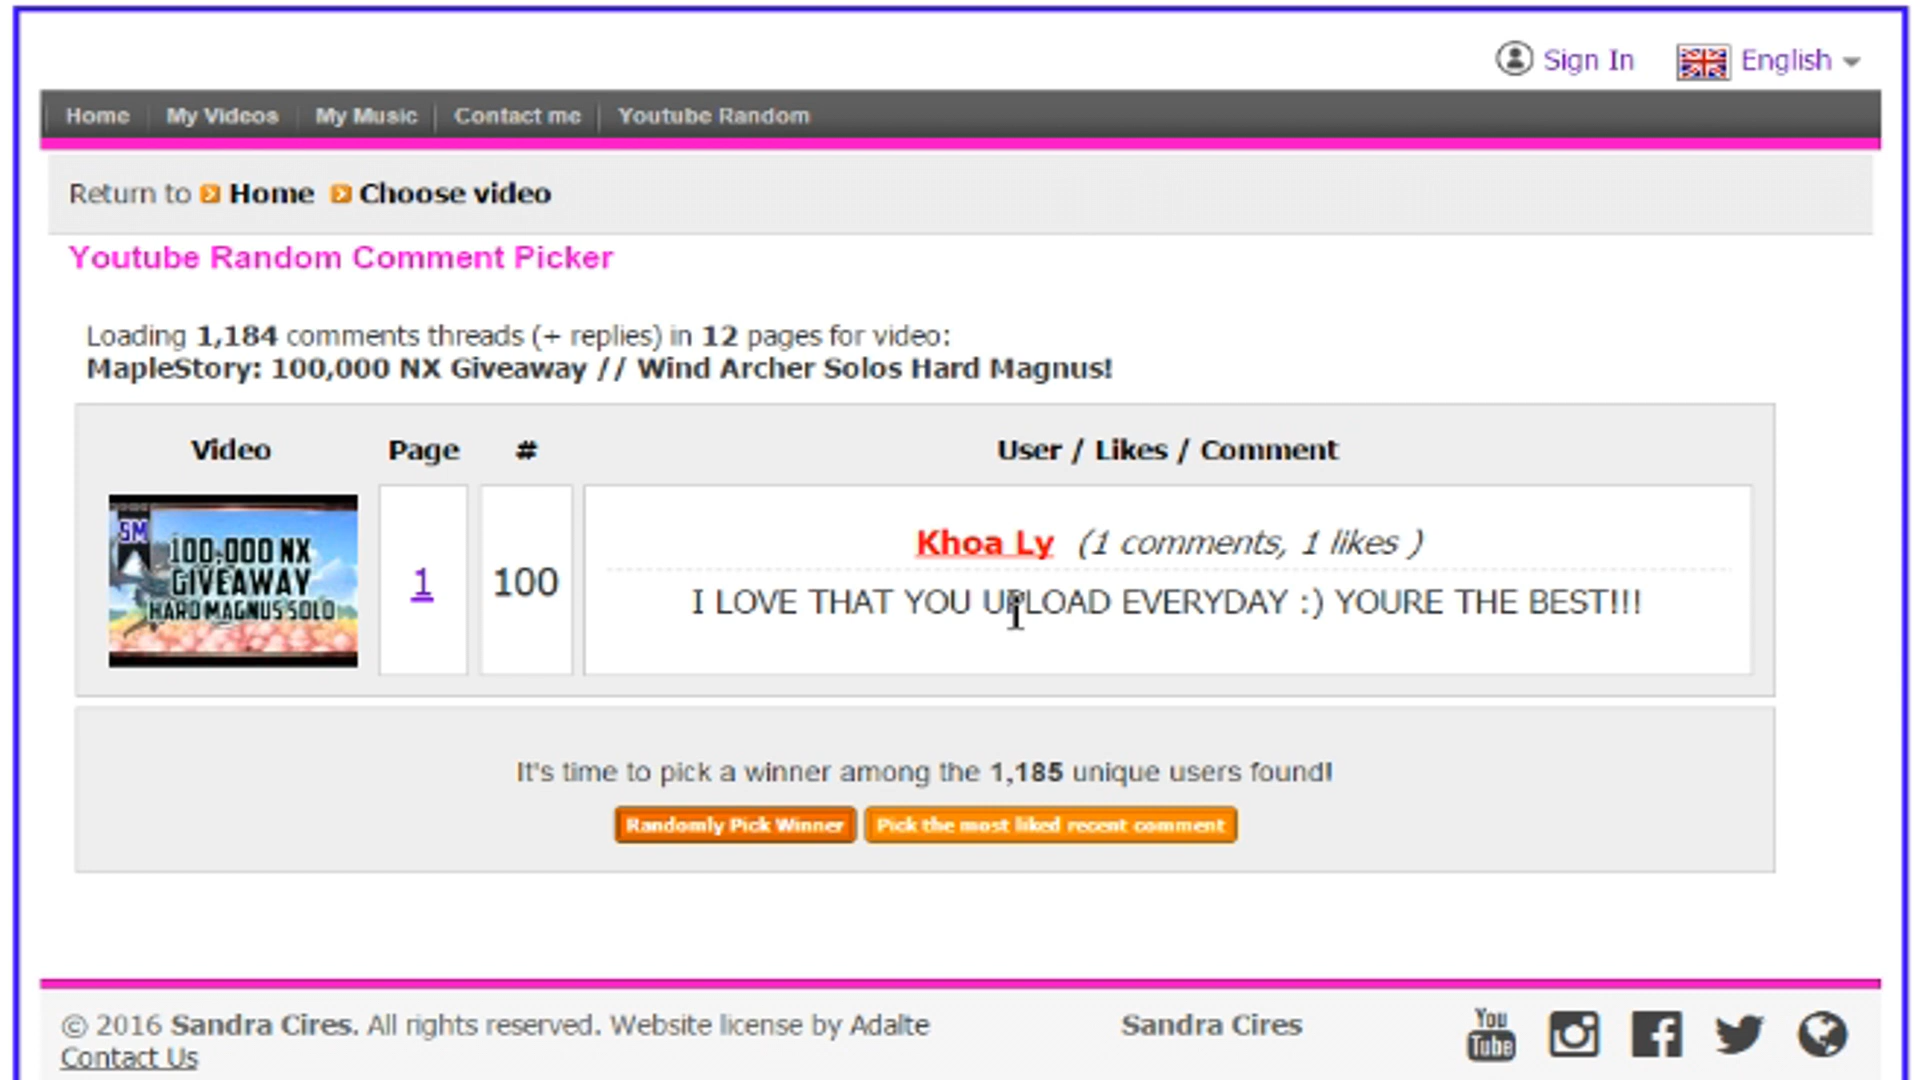 Sign In English
Home My Videos My Music Contact me Youtube Random
Return to Home Choose video
Youtube Random Comment Picker
Loading 1,184 comments threads (+ replies) in 12 pages for video:
MapleStory: 100,000 NX Giveaway // Wind Archer Solos Hard Magnus!
Video Page # User / Likes / Comment
SM
100,000 NX
GIVEAWAY
HARD MAGNUS SOLO
1
100
Khoa Ly (1 comments, 1 likes )
I LOVE THAT YOU UPLOAD EVERYDAY :) YOURE THE BEST!!!
It's time to pick a winner among the 1,185 unique users found!
Randomly Pick Winner Pick the most liked recent comment
© 2016 Sandra Cires. All rights reserved. Website license by Adalte
Contact Us
Sandra Cires
You
Tube